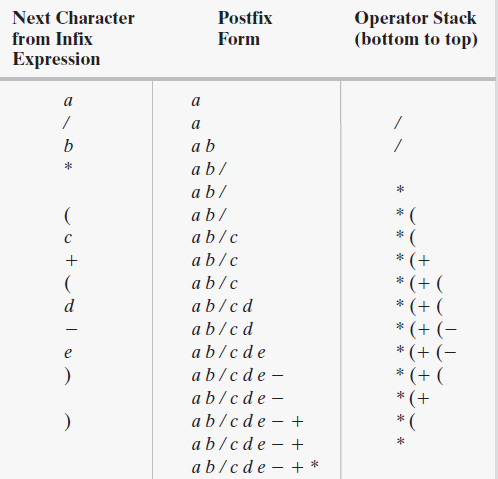 Next Character from Infix Expression | Postfix Form | Operator Stack (bottom to top)
a | a |
/ | a | /
b | a b | /
* | a b / |
 | a b / | *
( | a b / | * (
c | a b / c | * (
+ | a b / c | * ( +
( | a b / c | * ( + (
d | a b / c d | * ( + (
− | a b / c d | * ( + ( −
e | a b / c d e | * ( + ( −
) | a b / c d e − | * ( + (
 | a b / c d e − | * ( +
) | a b / c d e − + | * (
 | a b / c d e − + | *
 | a b / c d e − + * |